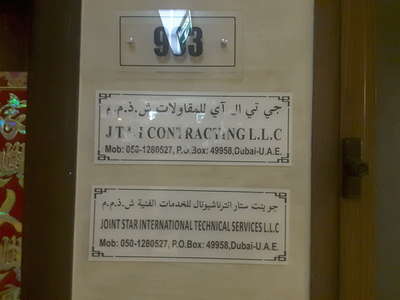 903
جي تي ال آي للمقاولات ش.ذ.م.م
J T L I CONTRACTING L.L.C
Mob: 050-1280527, P.O.Box: 49958, Dubai-U.A.E.
جوينت ستار انترناشيونال للخدمات الفنية ش.ذ.م.م
JOINT STAR INTERNATIONAL TECHNICAL SERVICES L.L.C
Mob: 050-1280527, P.O.Box: 49958, Dubai-U.A.E.